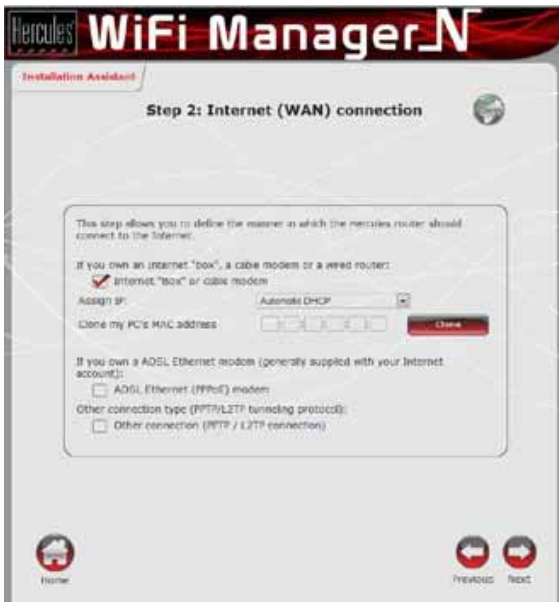 Hercules WiFi Manager N
Installation Assistant
Step 2: Internet (WAN) connection
This step allows you to define the manner in which the Hercules router should
connect to the Internet.
If you own an Internet "box", a cable modem or a wired router:
Internet "Box" or cable modem
Assign IP: Automatic DHCP
Clone my PC's MAC address Clone
If you own a ADSL Ethernet modem (generally supplied with your Internet
account):
ADSL Ethernet (PPPoE) modem
Other connection type (PPTP/L2TP tunneling protocol):
Other connection (PPTP / L2TP connection)
Home Previous Next